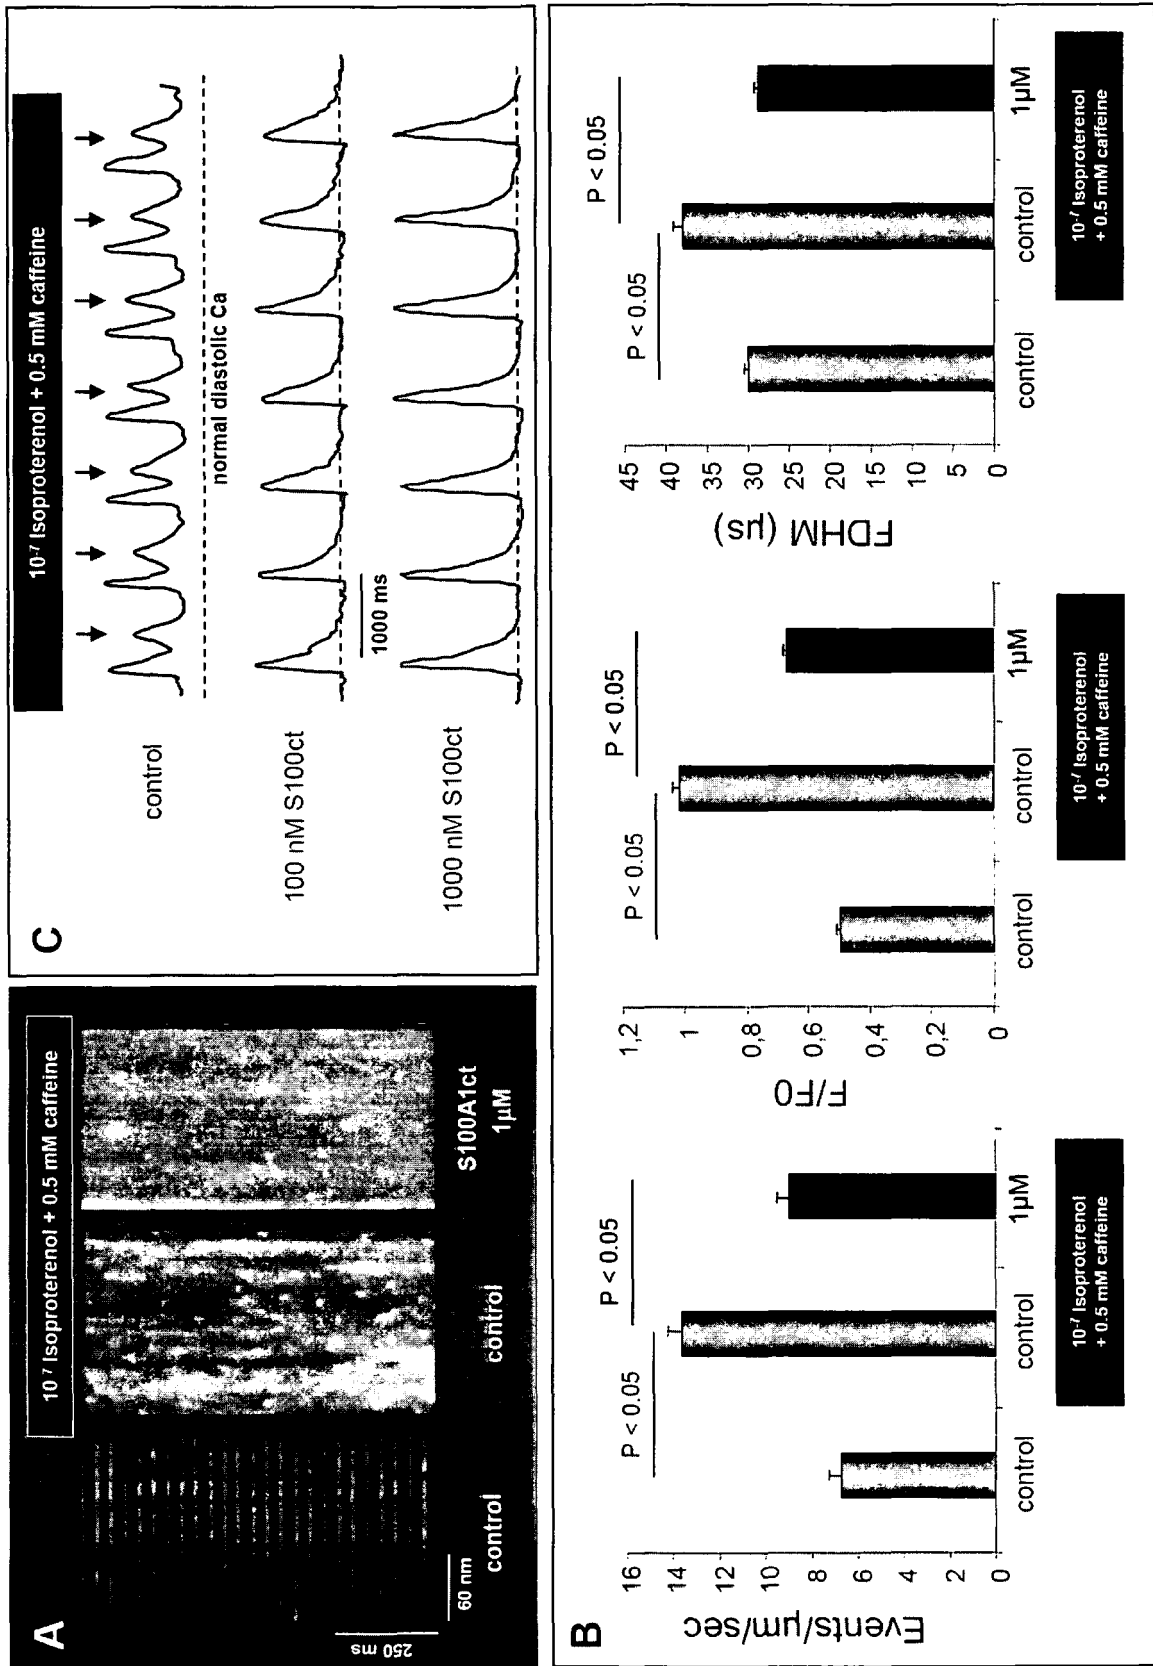 A
10⁻⁷ Isoproterenol + 0.5 mM caffeine
250 ms
60 nm
control
control
S100A1ct
1µM
C
10⁻⁷ Isoproterenol + 0.5 mM caffeine
control
normal diastolic Ca
100 nM S100ct
1000 ms
1000 nM S100ct
B
Events/µm/sec
16
14
12
10
8
6
4
2
0
P < 0.05
P < 0.05
control
control
1µM
10⁻⁷ Isoproterenol
+ 0.5 mM caffeine
F/F0
1,2
1
0,8
0,6
0,4
0,2
0
P < 0.05
P < 0.05
control
control
1µM
10⁻⁷ Isoproterenol
+ 0.5 mM caffeine
FDHM (µs)
45
40
35
30
25
20
15
10
5
0
P < 0.05
P < 0.05
control
control
1µM
10⁻⁷ Isoproterenol
+ 0.5 mM caffeine